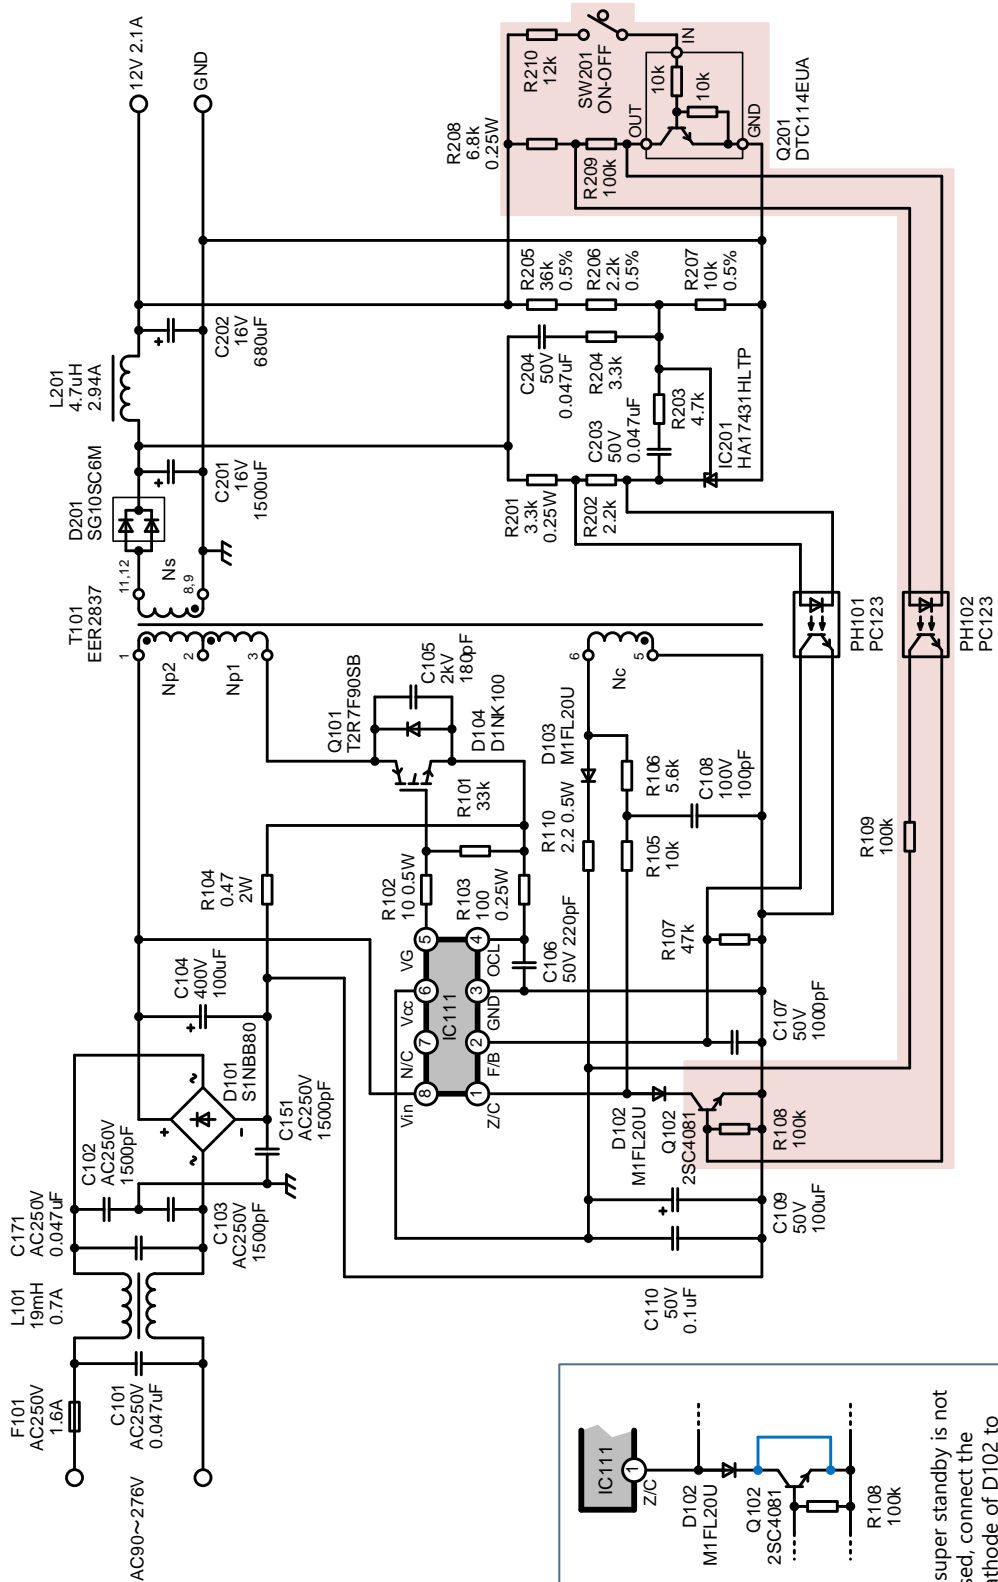 AC90～276V
F101
AC250V
1.6A
C101
AC250V
0.047uF
L101
19mH
0.7A
C171
AC250V
0.047uF
C102
AC250V
1500pF
C103
AC250V
1500pF
~
~
+
-
D101
S1NBB80
C151
AC250V
1500pF
+
C104
400V
100uF
R104
0.47
2W
T101
EER2837
1
2
3
Np2
Np1
11,12
8,9
Ns
D201
SG10SC6M
+
C201
16V
1500uF
L201
4.7uH
2.94A
+
C202
16V
680uF
12V 2.1A
GND
Vin
N/C
Vcc
VG
8
7
6
5
IC111
1
2
3
4
Z/C
F/B
GND
OCL
R102
10 0.5W
R103
100
0.25W
R101
33k
Q101
T2R7F90SB
D104
D1NK100
C105
2kV
180pF
C106
50V 220pF
R110
2.2 0.5W
D103
M1FL20U
6
5
Nc
R105
10k
R106
5.6k
C108
100V
100pF
R107
47k
C107
50V
1000pF
D102
M1FL20U
Q102
2SC4081
R108
100k
+
C109
50V
100uF
C110
50V
0.1uF
R109
100k
PH101
PC123
PH102
PC123
R201
3.3k
0.25W
R202
2.2k
C203
50V
0.047uF
R203
4.7k
IC201
HA17431HLTP
C204
50V
0.047uF
R204
3.3k
R205
36k
0.5%
R206
2.2k
0.5%
R207
10k
0.5%
R208
6.8k
0.25W
R209
100k
R210
12k
SW201
ON-OFF
IN
OUT
GND
10k
10k
Q201
DTC114EUA
IC111
1
Z/C
D102
M1FL20U
Q102
2SC4081
R108
100k
super standby is not
sed, connect the
athode of D102 to